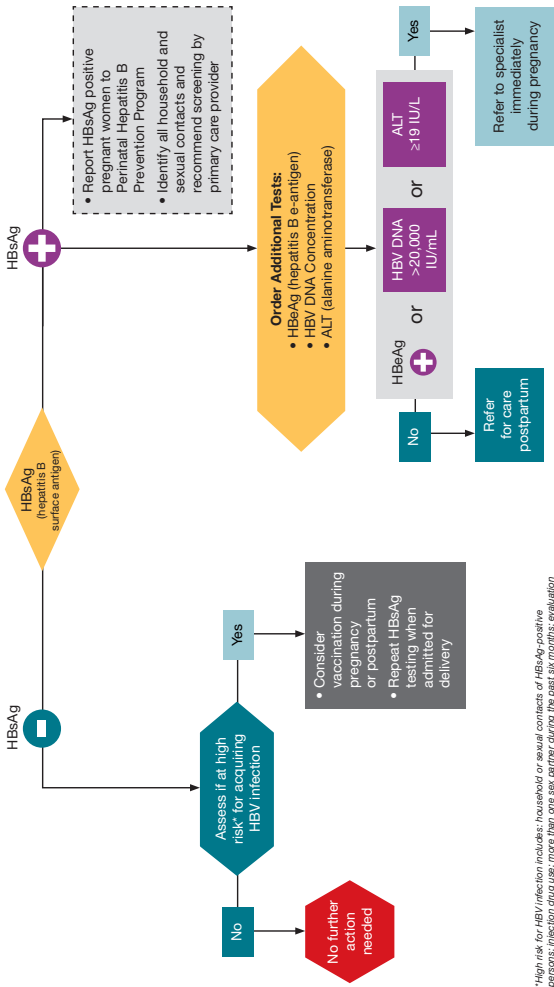 HBsAg
(hepatitis B
surface antigen)
HBsAg
HBsAg
Assess if at high
risk* for acquiring
HBV infection
No
Yes
No further
action
needed
• Consider
vaccination during
pregnancy
or postpartum
• Repeat HBsAg
testing when
admitted for
delivery
• Report HBsAg positive
pregnant women to
Perinatal Hepatitis B
Prevention Program
• Identify all household and
sexual contacts and
recommend screening by
primary care provider
Order Additional Tests:
• HBeAg (hepatitis B e-antigen)
• HBV DNA Concentration
• ALT (alanine aminotransferase)
HBeAg
or
HBV DNA
>20,000
IU/mL
or
ALT
≥19 IU/L
No
Yes
Refer
for care
postpartum
Refer to specialist
immediately
during pregnancy
*High risk for HBV infection includes: household or sexual contacts of HBsAg-positive
persons; injection drug use; more than one sex partner during the past six months; evaluation